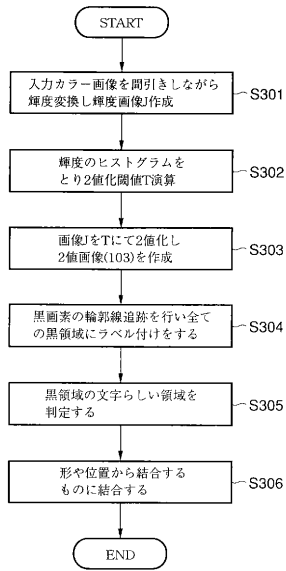 START
入力カラー画像を間引きしながら
輝度変換し輝度画像J作成
S301
輝度のヒストグラムを
とり2値化閾値T演算
S302
画像JをTにて2値化し
2値画像(103)を作成
S303
黒画素の輪郭線追跡を行い全て
の黒領域にラベル付けをする
S304
黒領域の文字らしい領域を
判定する
S305
形や位置から結合する
ものに結合する
S306
END